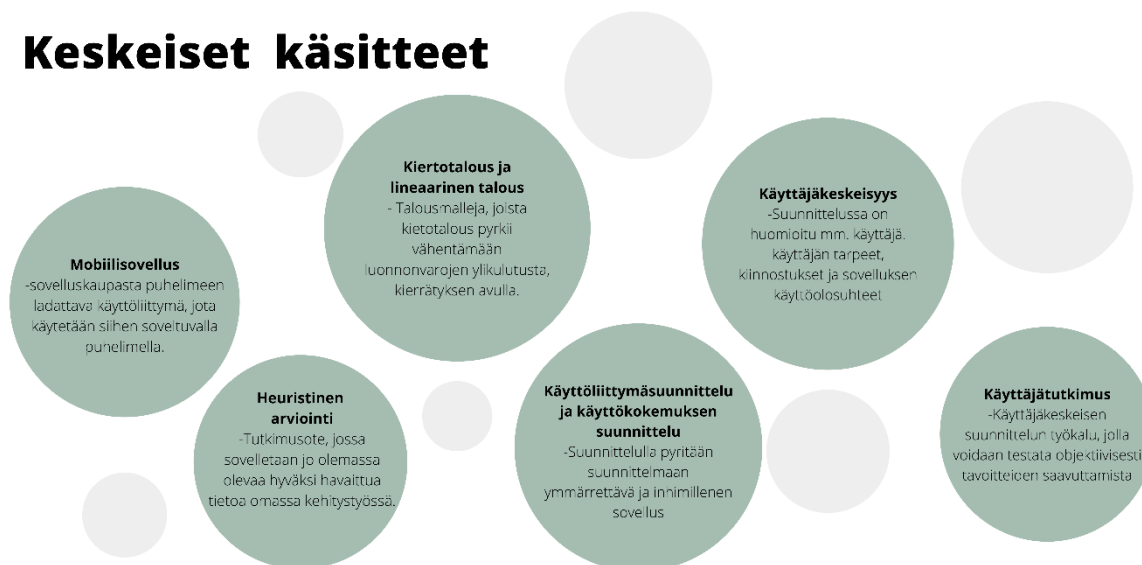 Keskeiset käsitteet
Mobiilisovellus
-sovelluskaupasta puhelimeen
ladattava käyttöliittymä, jota
käytetään siihen soveltuvalla
puhelimella.
Heuristinen
arviointi
-Tutkimusote, jossa
sovelletaan jo olemassa
olevaa hyväksi havaittua
tietoa omassa kehitystyössä.
Kiertotalous ja
lineaarinen talous
- Talousmalleja, joista
kietotalous pyrkii
vähentämään
luonnonvarojen ylikulutusta,
kierrätyksen avulla.
Käyttöliittymäsuunnittelu
ja käyttökokemuksen
suunnittelu
-Suunnittelulla pyritään
suunnittelmaan
ymmärrettävä ja inhimillenen
sovellus
Käyttäjäkeskeisyys
-Suunnittelussa on
huomioitu mm. käyttäjä.
käyttäjän tarpeet,
kiinnostukset ja sovelluksen
käyttöolosuhteet
Käyttäjätutkimus
-Käyttäjäkeskeisen
suunnittelun työkalu, jolla
voidaan testata objektiivisesti
tavoitteiden saavuttamista